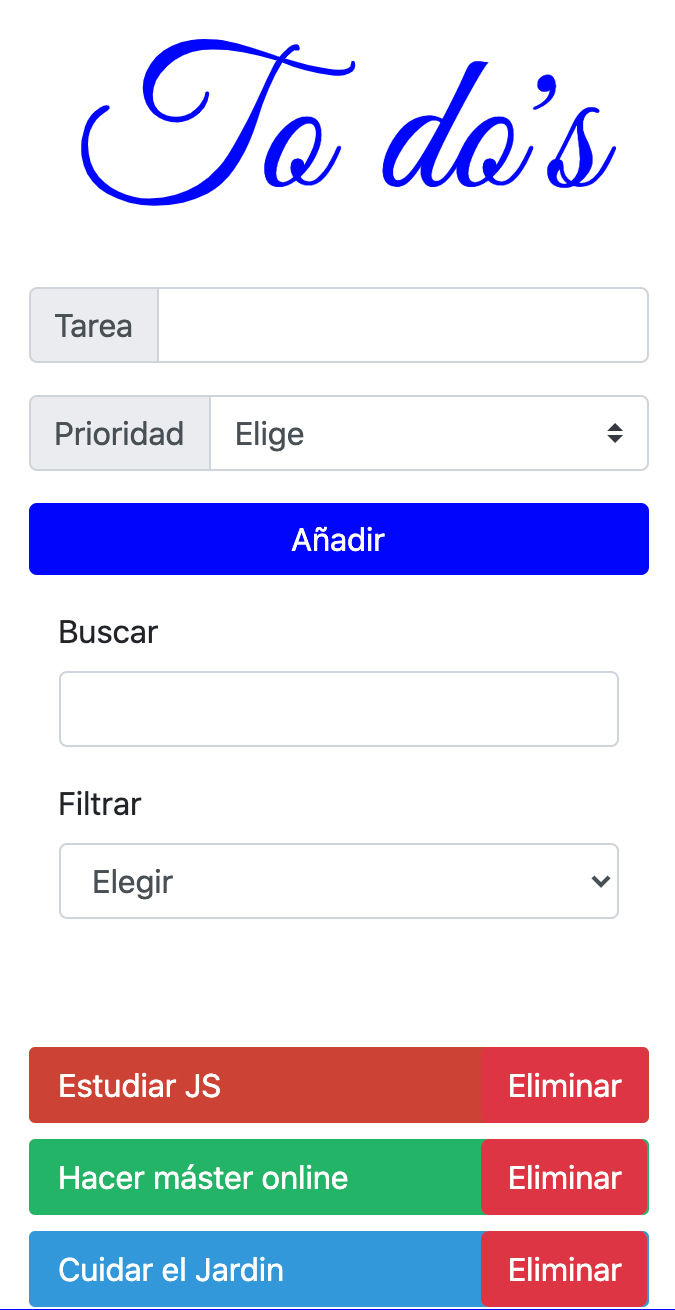 To do's
Tarea
Prioridad Elige
Añadir
Buscar
Filtrar
Elegir
Estudiar JS Eliminar
Hacer máster online Eliminar
Cuidar el Jardin Eliminar